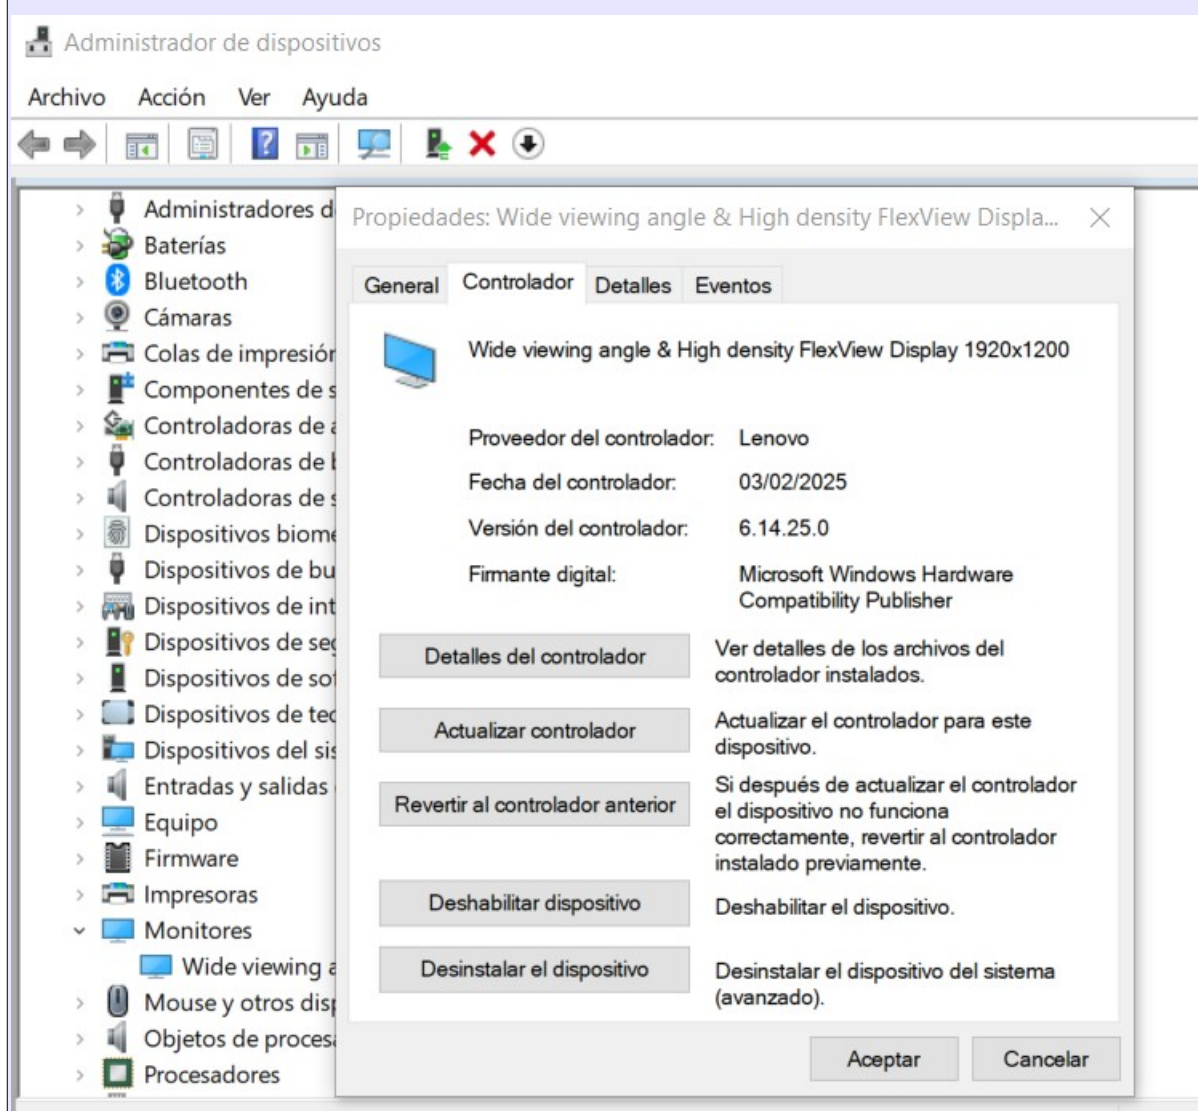 Administrador de dispositivos
Archivo Acción Ver Ayuda
Administradores d
Baterías
Bluetooth
Cámaras
Colas de impresión
Componentes de s
Controladoras de a
Controladoras de b
Controladoras de s
Dispositivos biomé
Dispositivos de bu
Dispositivos de int
Dispositivos de seg
Dispositivos de sof
Dispositivos de tec
Dispositivos del sis
Entradas y salidas
Equipo
Firmware
Impresoras
Monitores
Wide viewing a
Mouse y otros disp
Objetos de procesa
Procesadores
Propiedades: Wide viewing angle & High density FlexView Displa...
General Controlador Detalles Eventos
Wide viewing angle & High density FlexView Display 1920x1200
Proveedor del controlador: Lenovo
Fecha del controlador: 03/02/2025
Versión del controlador: 6.14.25.0
Firmante digital: Microsoft Windows Hardware
Compatibility Publisher
Detalles del controlador
Ver detalles de los archivos del
controlador instalados.
Actualizar controlador
Actualizar el controlador para este
dispositivo.
Revertir al controlador anterior
Si después de actualizar el controlador
el dispositivo no funciona
correctamente, revertir al controlador
instalado previamente.
Deshabilitar dispositivo
Deshabilitar el dispositivo.
Desinstalar el dispositivo
Desinstalar el dispositivo del sistema
(avanzado).
Aceptar Cancelar